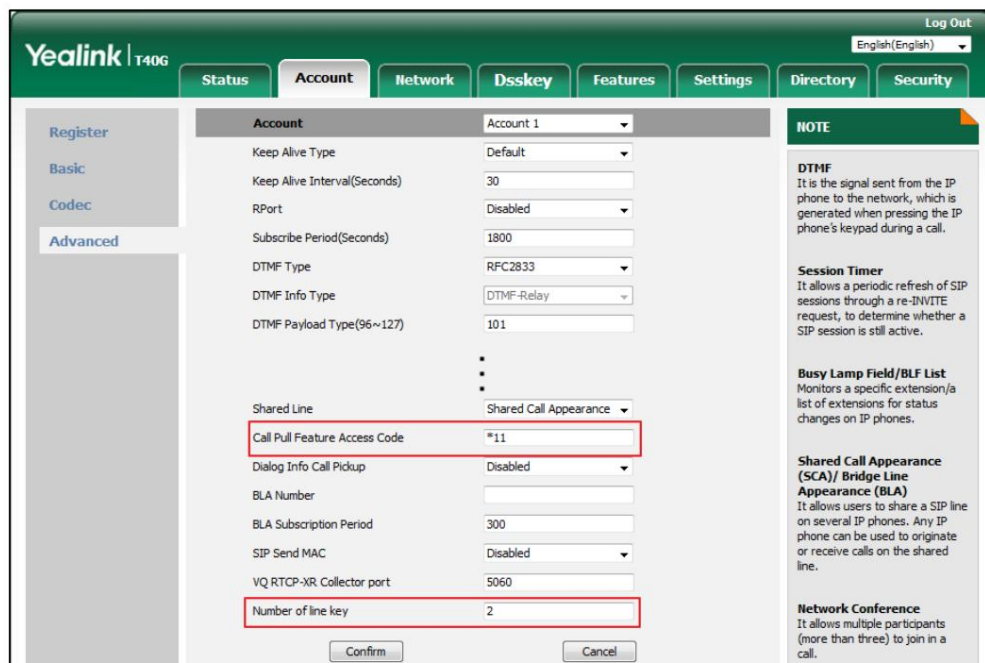 Log Out
Yealink T40G
English(English)
Status Account Network Dsskey Features Settings Directory Security
Register
Basic
Codec
Advanced
Account Account 1
Keep Alive Type Default
Keep Alive Interval(Seconds) 30
RPort Disabled
Subscribe Period(Seconds) 1800
DTMF Type RFC2833
DTMF Info Type DTMF-Relay
DTMF Payload Type(96~127) 101
Shared Line Shared Call Appearance
Call Pull Feature Access Code *11
Dialog Info Call Pickup Disabled
BLA Number
BLA Subscription Period 300
SIP Send MAC Disabled
VQ RTCP-XR Collector port 5060
Number of line key 2
Confirm Cancel
NOTE
DTMF
It is the signal sent from the IP
phone to the network, which is
generated when pressing the IP
phone's keypad during a call.
Session Timer
It allows a periodic refresh of SIP
sessions through a re-INVITE
request, to determine whether a
SIP session is still active.
Busy Lamp Field/BLF List
Monitors a specific extension/a
list of extensions for status
changes on IP phones.
Shared Call Appearance
(SCA)/ Bridge Line
Appearance (BLA)
It allows users to share a SIP line
on several IP phones. Any IP
phone can be used to originate
or receive calls on the shared
line.
Network Conference
It allows multiple participants
(more than three) to join in a
call.